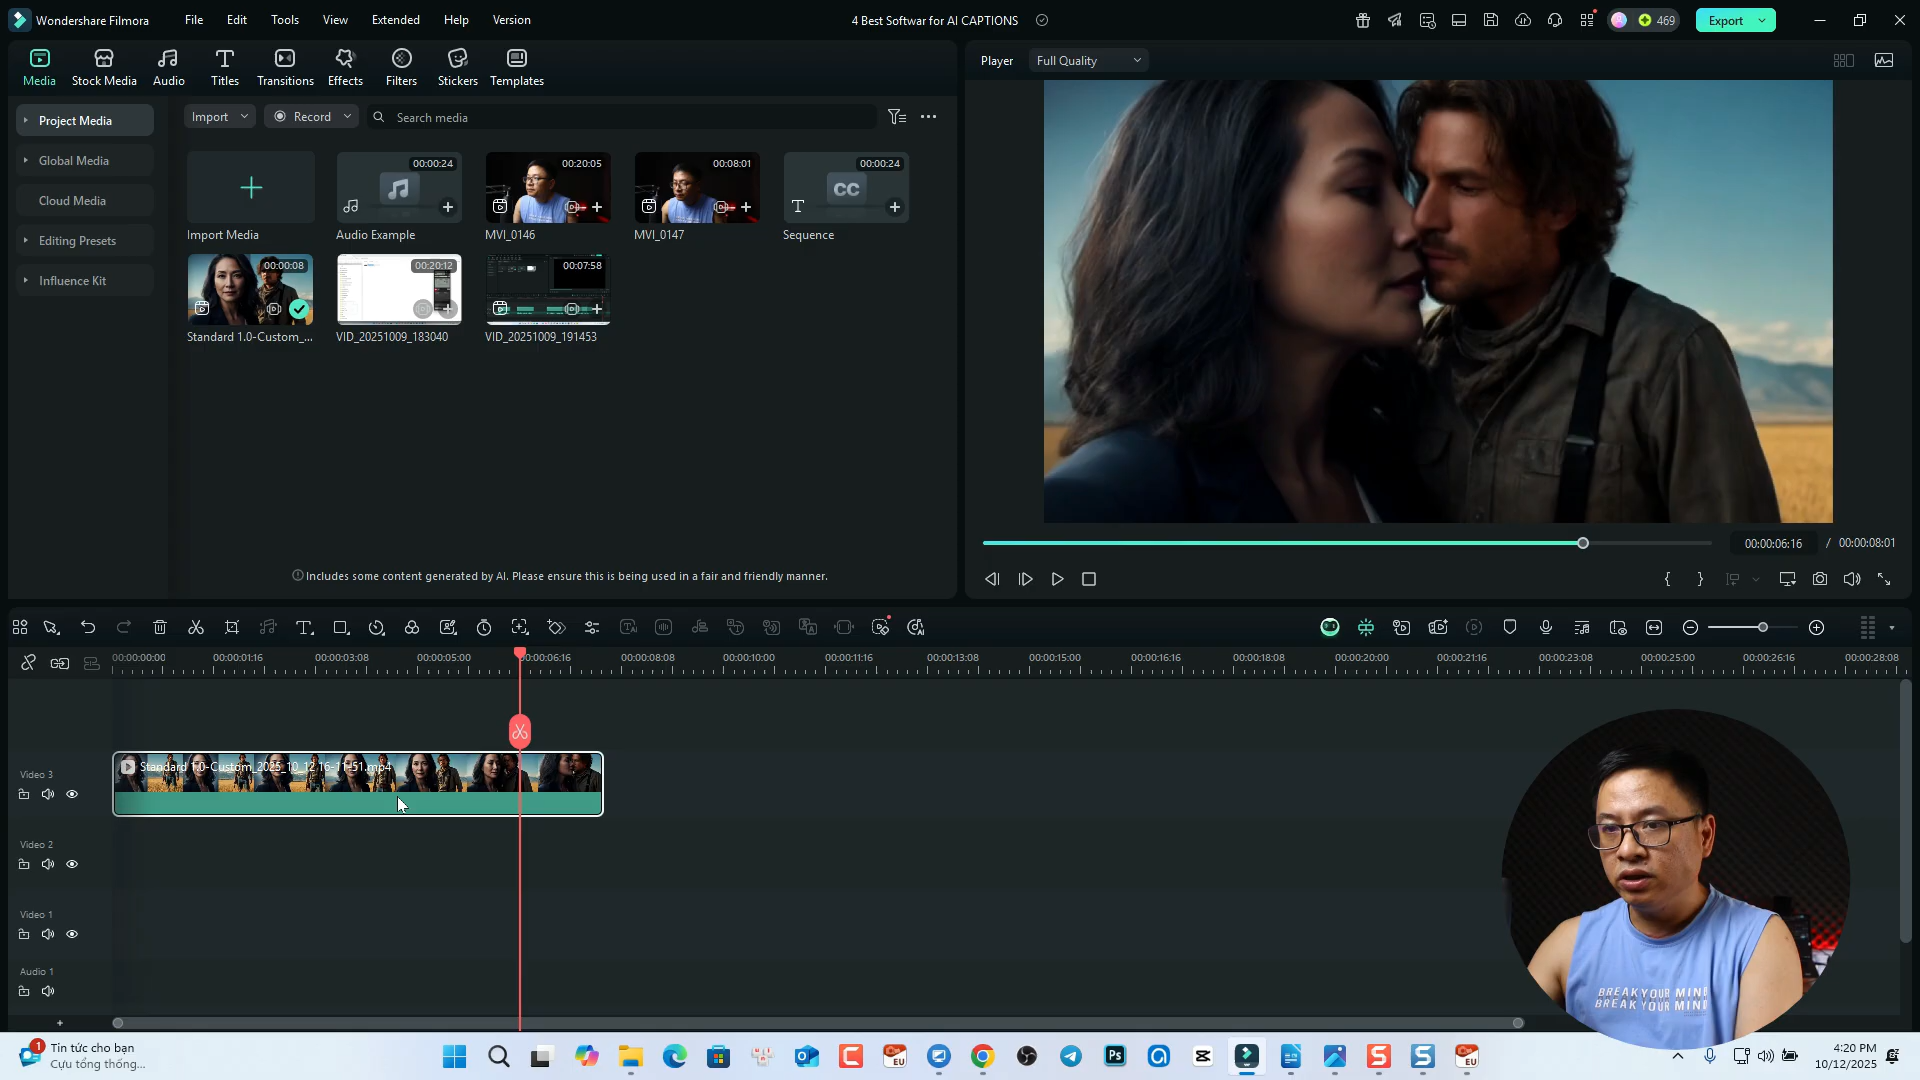 Wondershare Filmora
File
Edit
Tools
View
Extended
Help
Version
4 Best Softwar for AI CAPTIONS
469
Export
Media
Stock Media
Audio
Titles
Transitions
Effects
Filters
Stickers
Templates
Player
Full Quality
Project Media
Global Media
Cloud Media
Editing Presets
Influence Kit
Import
Record
Search media
Import Media
00:00:24
Audio Example
00:20:05
MVI_0146
00:08:01
MVI_0147
00:00:24
CC
T
Sequence
00:00:08
Standard 1.0-Custom_...
00:20:12
VID_20251009_183040
00:07:58
VID_20251009_191453
Includes some content generated by AI. Please ensure this is being used in a fair and friendly manner.
00:00:06:16 / 00:00:08:01
00:00:00:00
00:00:01:16
00:00:03:08
00:00:05:00
00:00:06:16
00:00:08:08
00:00:10:00
00:00:11:16
00:00:13:08
00:00:15:00
00:00:16:16
00:00:18:08
00:00:20:00
00:00:21:16
00:00:23:08
00:00:25:00
00:00:26:16
00:00:28:08
Video 3
Standard 1.0-Custom_2025_10_12 16-11-51.mp4
Video 2
Video 1
Audio 1
BREAK YOUR MIND
BREAK YOUR MIND
1
Tin tức cho bạn
Cựu tổng thống...
EU
Ps
EU
4:20 PM
10/12/2025